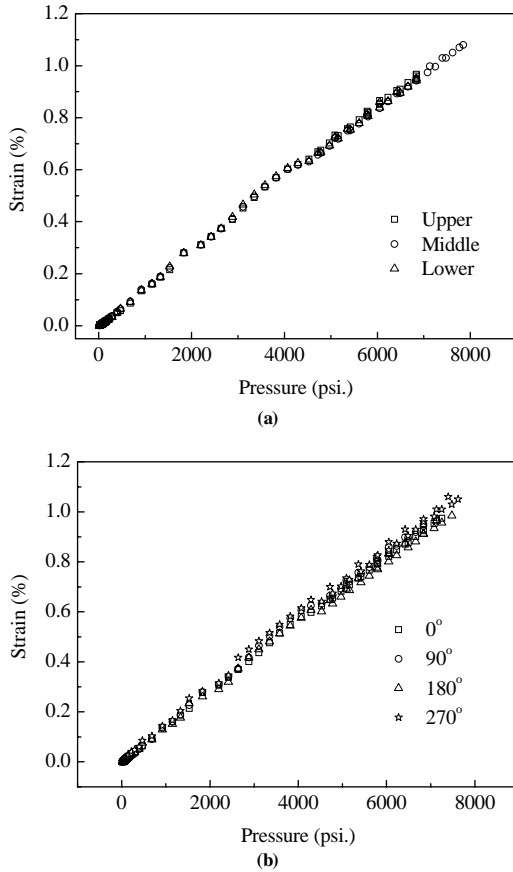 1.2
1.0
0.8
0.6
0.4
0.2
0.0
Strain (%)
Upper
Middle
Lower
0 2000 4000 6000 8000
Pressure (psi.)
(a)
1.2
1.0
0.8
0.6
0.4
0.2
0.0
Strain (%)
0°
90°
180°
270°
0 2000 4000 6000 8000
Pressure (psi.)
(b)